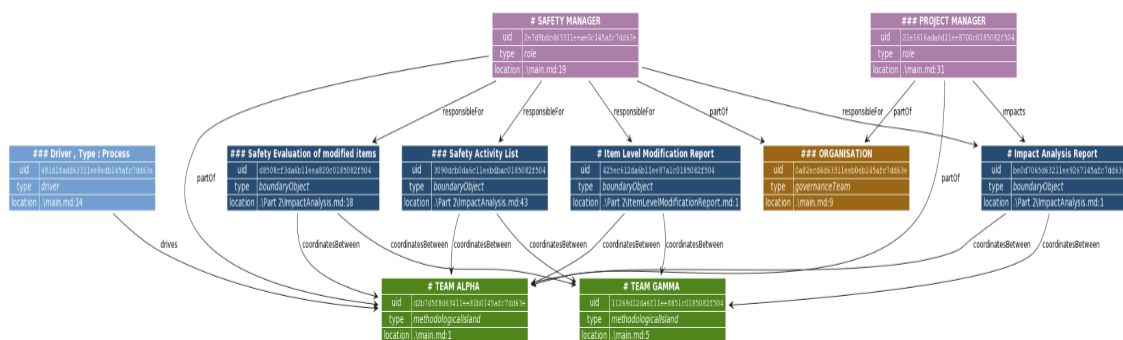 # SAFETY MANAGER
uid
type role
location .\main.md:19
### PROJECT MANAGER
uid
type role
location .\main.md:31
responsibleFor
responsibleFor
responsibleFor
partOf
responsibleFor
partOf
impacts
### Driver , Type : Process
uid
type driver
location .\main.md:14
### Safety Evaluation of modified items
uid
type boundaryObject
location .\Part 2\ImpactAnalysis.md:18
### Safety Activity List
uid
type boundaryObject
location .\Part 2\ImpactAnalysis.md:43
# Item Level Modification Report
uid
type boundaryObject
location .\Part 2\ItemLevelModificationReport.md:1
### ORGANISATION
uid
type governanceTeam
location .\main.md:9
# Impact Analysis Report
uid
type boundaryObject
location .\Part 2\ImpactAnalysis.md:1
partOf
partOf
drives
coordinatesBetween
coordinatesBetween
coordinatesBetween
coordinatesBetween
coordinatesBetween
coordinatesBetween
coordinatesBetween
coordinatesBetween
# TEAM ALPHA
uid
type methodologicalIsland
location .\main.md:1
# TEAM GAMMA
uid
type methodologicalIsland
location .\main.md:5